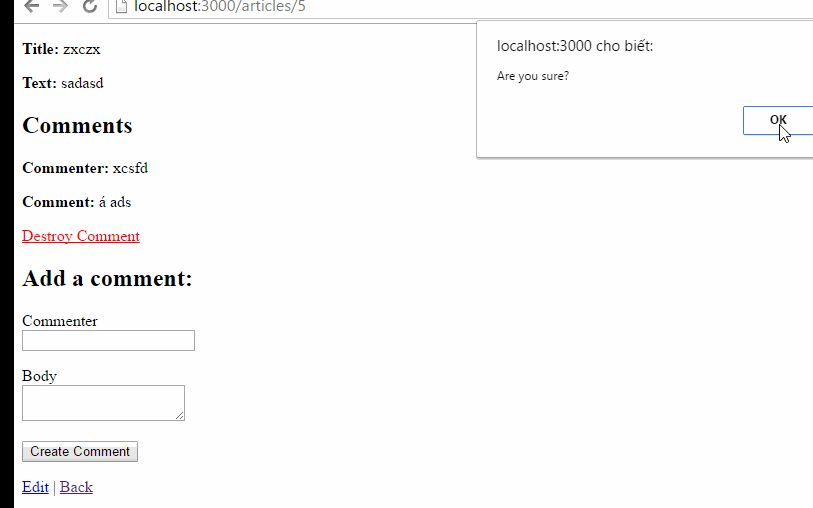 localhost:3000/articles/5
localhost:3000 cho biết:
Are you sure?
OK
Title: zxczx
Text: sadasd
Comments
Commenter: xcsfd
Comment: á ads
Destroy Comment
Add a comment:
Commenter
Body
Create Comment
Edit | Back